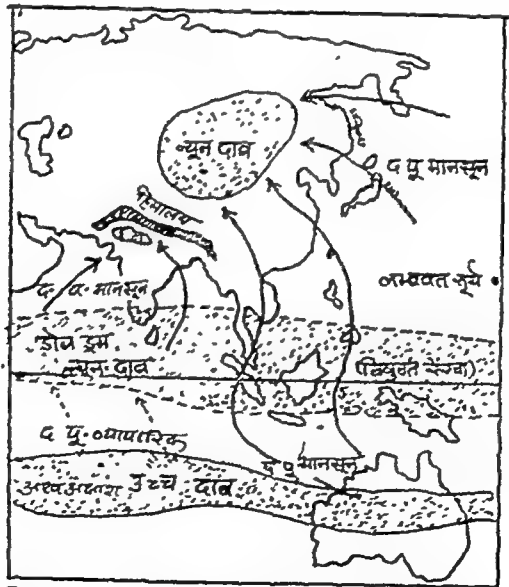 न्यून दाव
द पू मानसून
हिमालय
द. प. मानसून
लम्बवत सूर्य
डोल ड्रम
न्यून दाव
(विषुवत रेखा)
द पू. व्यापारिक
द पु मानसून
अश्व अक्षांश उच्च दाव